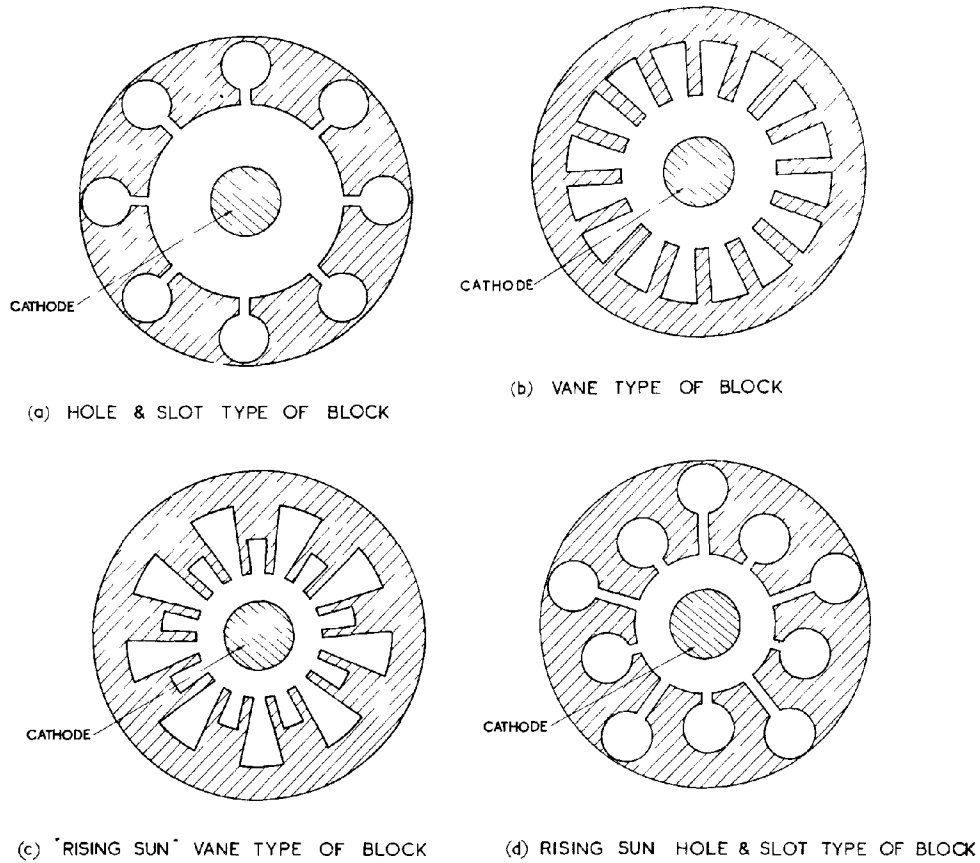 CATHODE
(a) HOLE & SLOT TYPE OF BLOCK
CATHODE
(b) VANE TYPE OF BLOCK
CATHODE
(c) "RISING SUN" VANE TYPE OF BLOCK
CATHODE
(d) RISING SUN HOLE & SLOT TYPE OF BLOCK